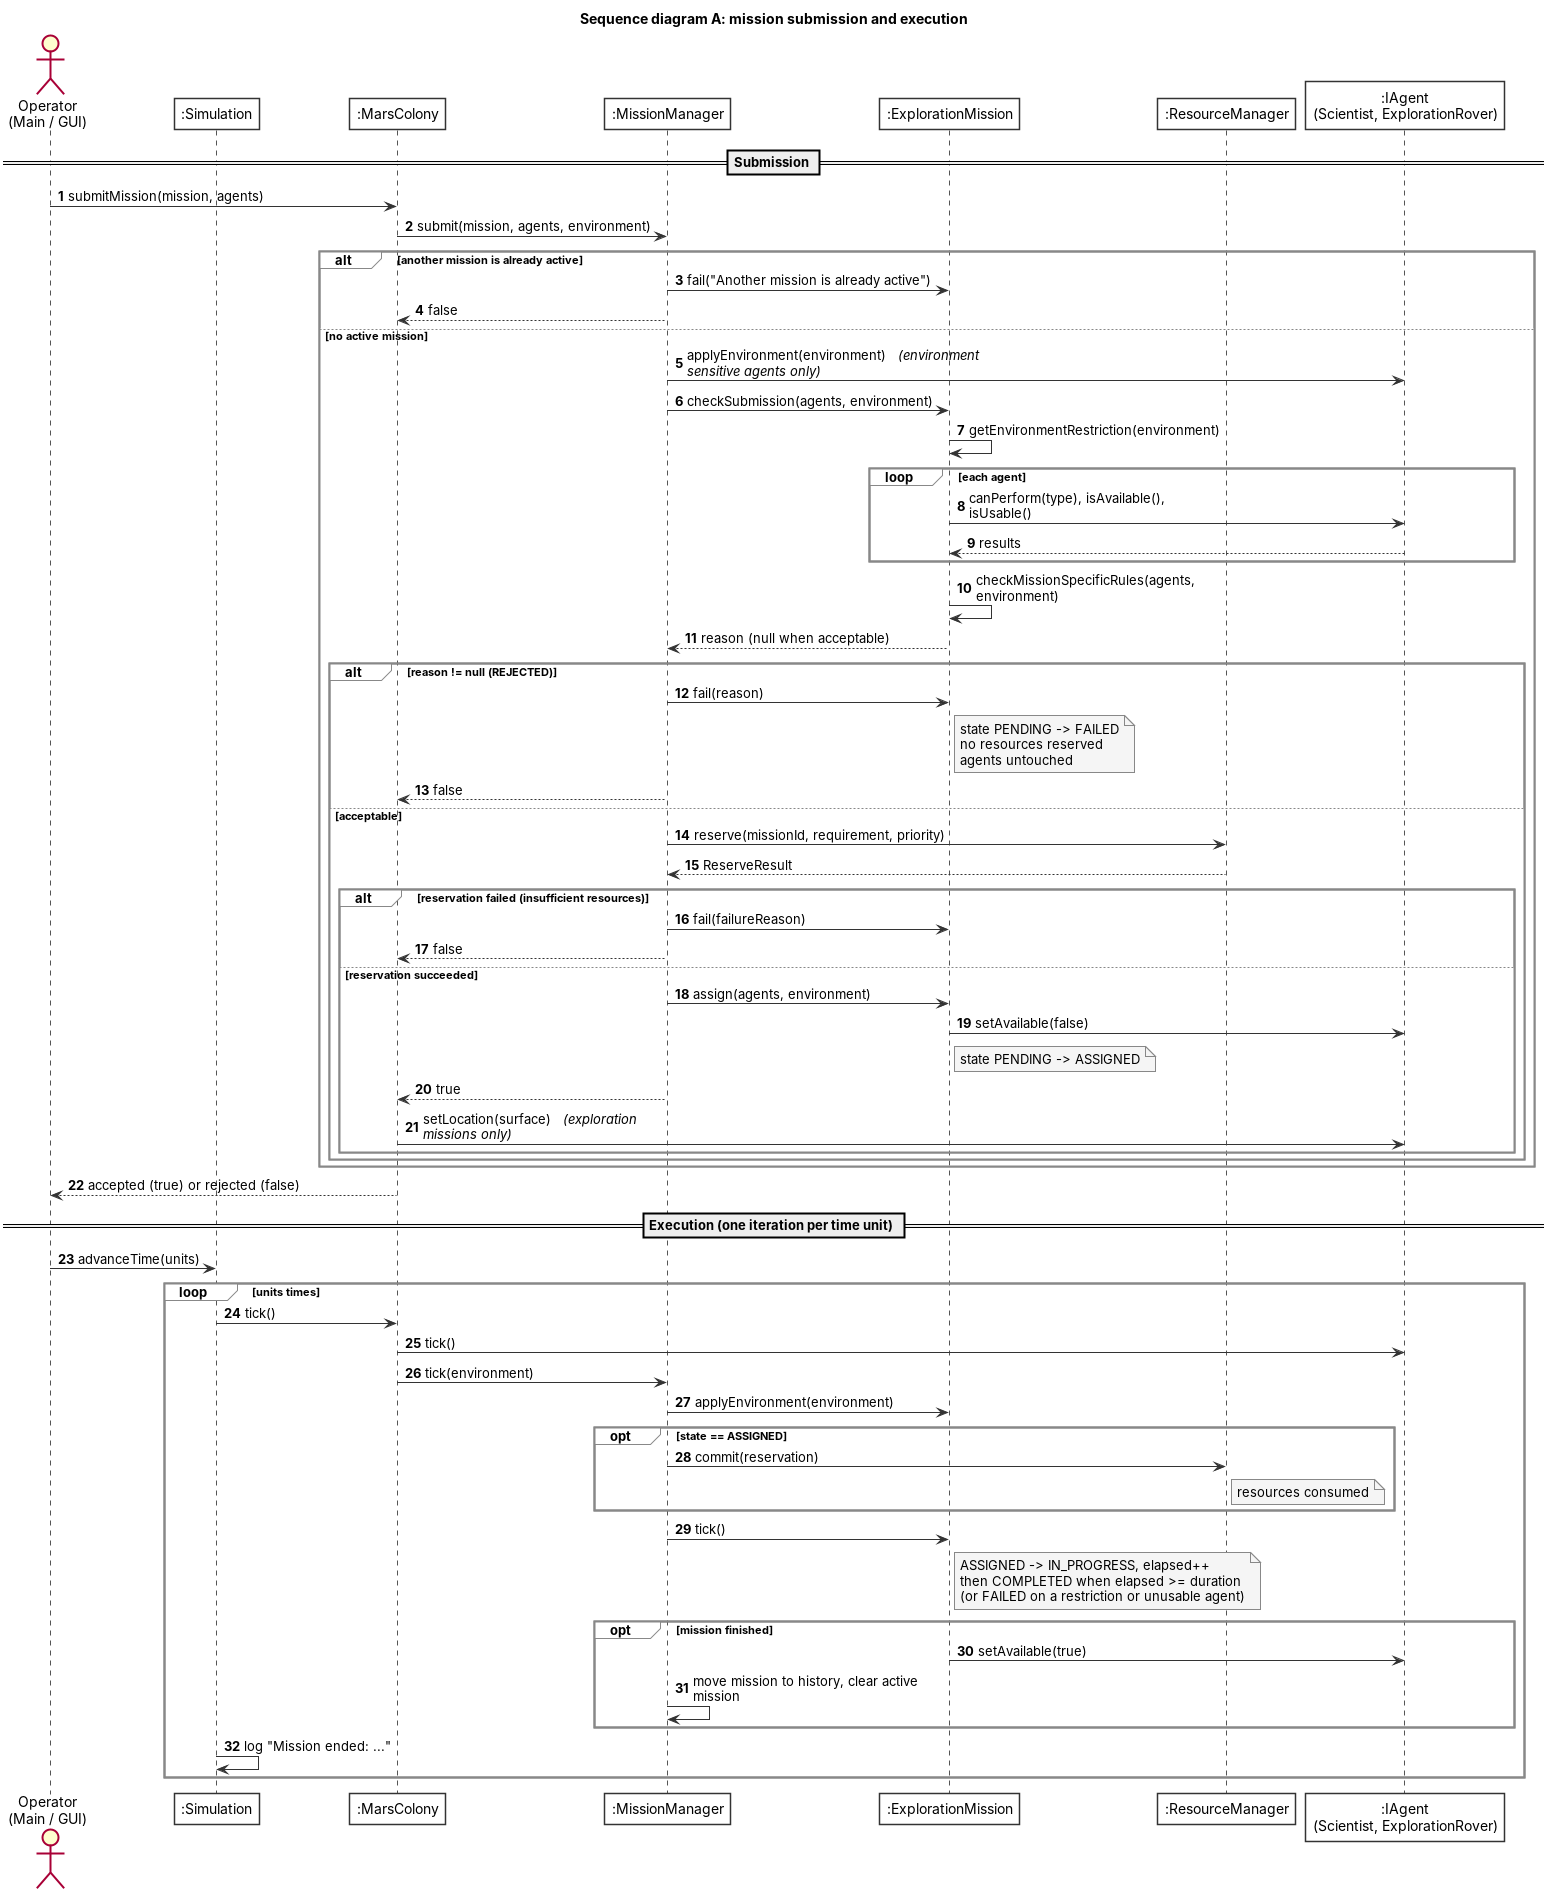 Sequence diagram A: mission submission and execution
Operator
(Main / GUI)
:Simulation
:MarsColony
:MissionManager
:ExplorationMission
:ResourceManager
:IAgent
(Scientist, ExplorationRover)
Submission
1 submitMission(mission, agents)
2 submit(mission, agents, environment)
alt [another mission is already active]
3 fail("Another mission is already active")
4 false
[no active mission]
5 applyEnvironment(environment) (environment
sensitive agents only)
6 checkSubmission(agents, environment)
7 getEnvironmentRestriction(environment)
loop [each agent]
8 canPerform(type), isAvailable(),
isUsable()
9 results
10 checkMissionSpecificRules(agents,
environment)
11 reason (null when acceptable)
alt [reason != null (REJECTED)]
12 fail(reason)
state PENDING -> FAILED
no resources reserved
agents untouched
13 false
[acceptable]
14 reserve(missionId, requirement, priority)
15 ReserveResult
alt [reservation failed (insufficient resources)]
16 fail(failureReason)
17 false
[reservation succeeded]
18 assign(agents, environment)
19 setAvailable(false)
state PENDING -> ASSIGNED
20 true
21 setLocation(surface) (exploration
missions only)
22 accepted (true) or rejected (false)
Execution (one iteration per time unit)
23 advanceTime(units)
loop [units times]
24 tick()
25 tick()
26 tick(environment)
27 applyEnvironment(environment)
opt [state == ASSIGNED]
28 commit(reservation)
resources consumed
29 tick()
ASSIGNED -> IN_PROGRESS, elapsed++
then COMPLETED when elapsed >= duration
(or FAILED on a restriction or unusable agent)
opt [mission finished]
30 setAvailable(true)
31 move mission to history, clear active
mission
32 log "Mission ended: ..."
Operator
(Main / GUI)
:Simulation
:MarsColony
:MissionManager
:ExplorationMission
:ResourceManager
:IAgent
(Scientist, ExplorationRover)